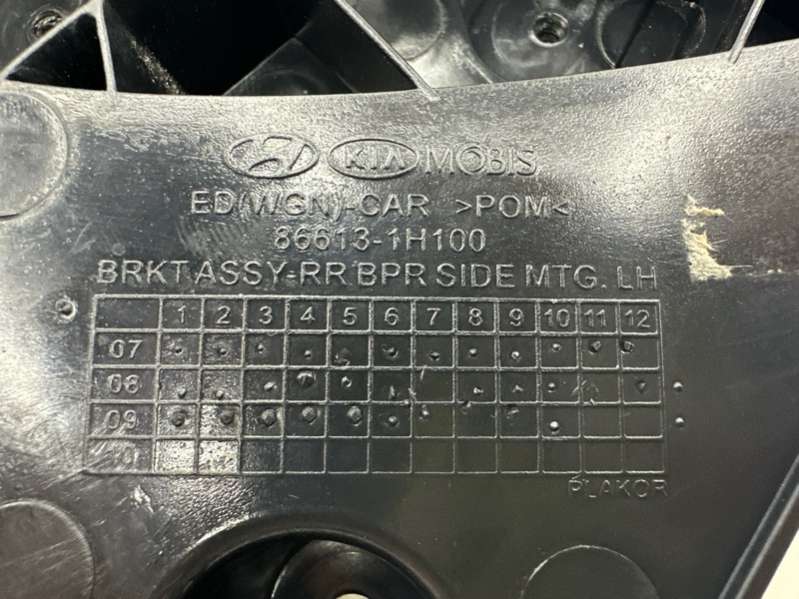 KIA MOBIS
ED(WGN)-CAR >POM<
86613-1H100
BRKT ASSY-RR BPR SIDE MTG. LH
1 2 3 4 5 6 7 8 9 10 11 12
07
08
09
10
PLAKOR